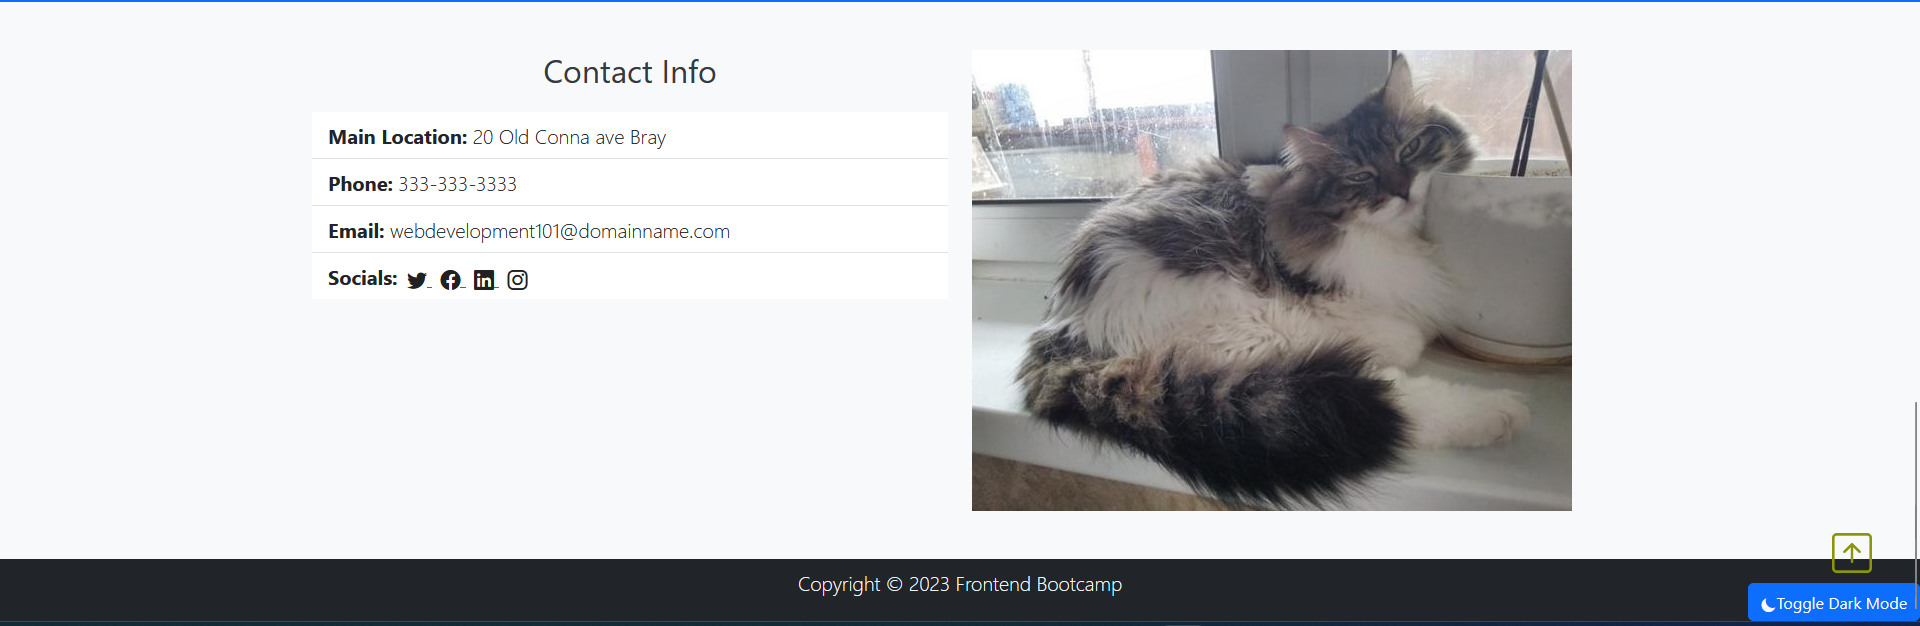 Contact Info
Main Location: 20 Old Conna ave Bray
Phone: 333-333-3333
Email: webdevelopment101@domainname.com
Socials:
Copyright © 2023 Frontend Bootcamp
Toggle Dark Mode